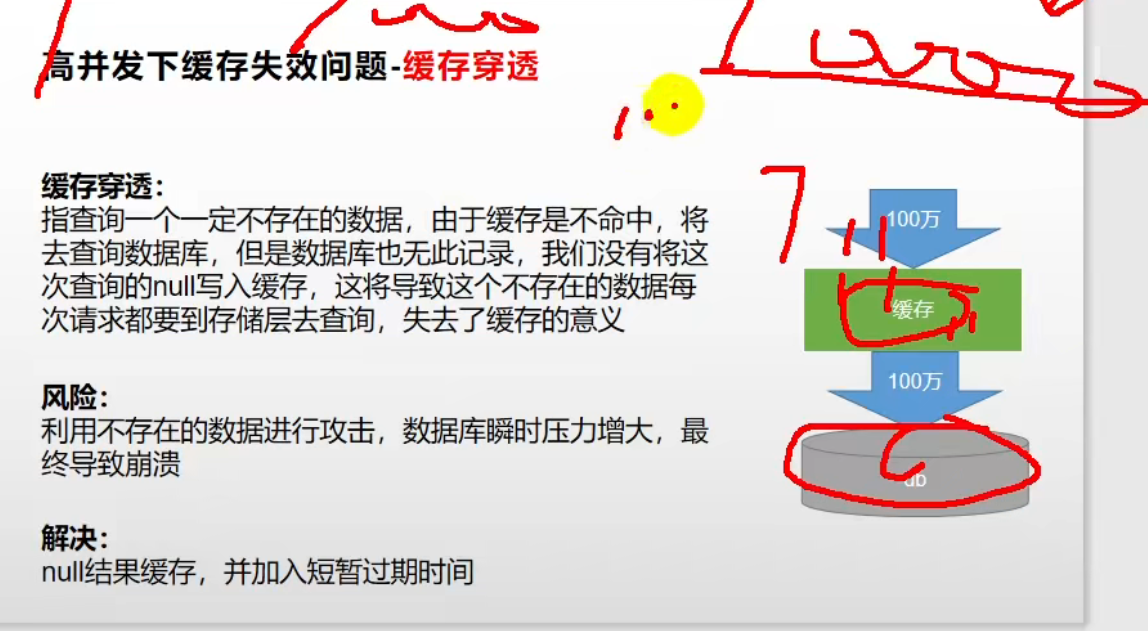 高并发下缓存失效问题-缓存穿透
缓存穿透：
指查询一个一定不存在的数据，由于缓存是不命中，将
去查询数据库，但是数据库也无此记录，我们没有将这
次查询的null写入缓存，这将导致这个不存在的数据每
次请求都要到存储层去查询，失去了缓存的意义
风险：
利用不存在的数据进行攻击，数据库瞬时压力增大，最
终导致崩溃
解决：
null结果缓存，并加入短暂过期时间
100万
缓存
100万
db